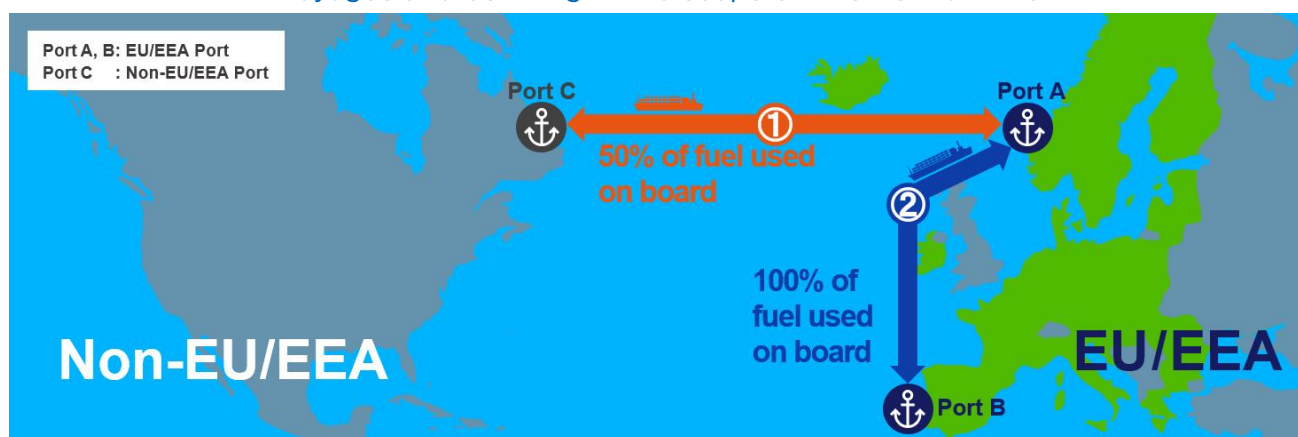 Port A, B: EU/EEA Port
Port C : Non-EU/EEA Port
Port C
Port A
1
50% of fuel used
on board
2
100% of
fuel used
on board
Non-EU/EEA
EU/EEA
Port B